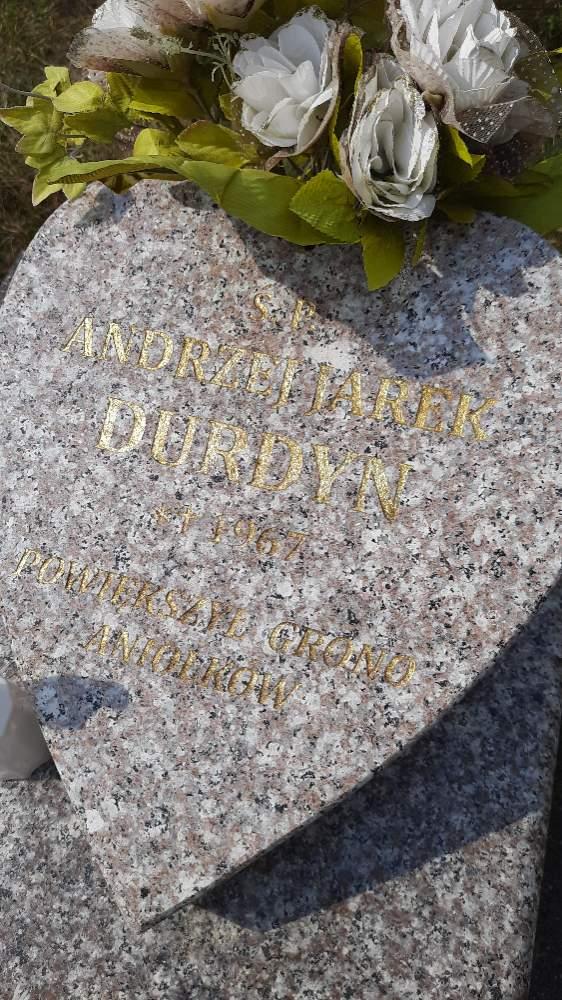 Ś. P.
ANDRZEJ JAREK
DURDYN
*† 1967
POWIĘKSZYŁ GRONO
ANIOŁKÓW